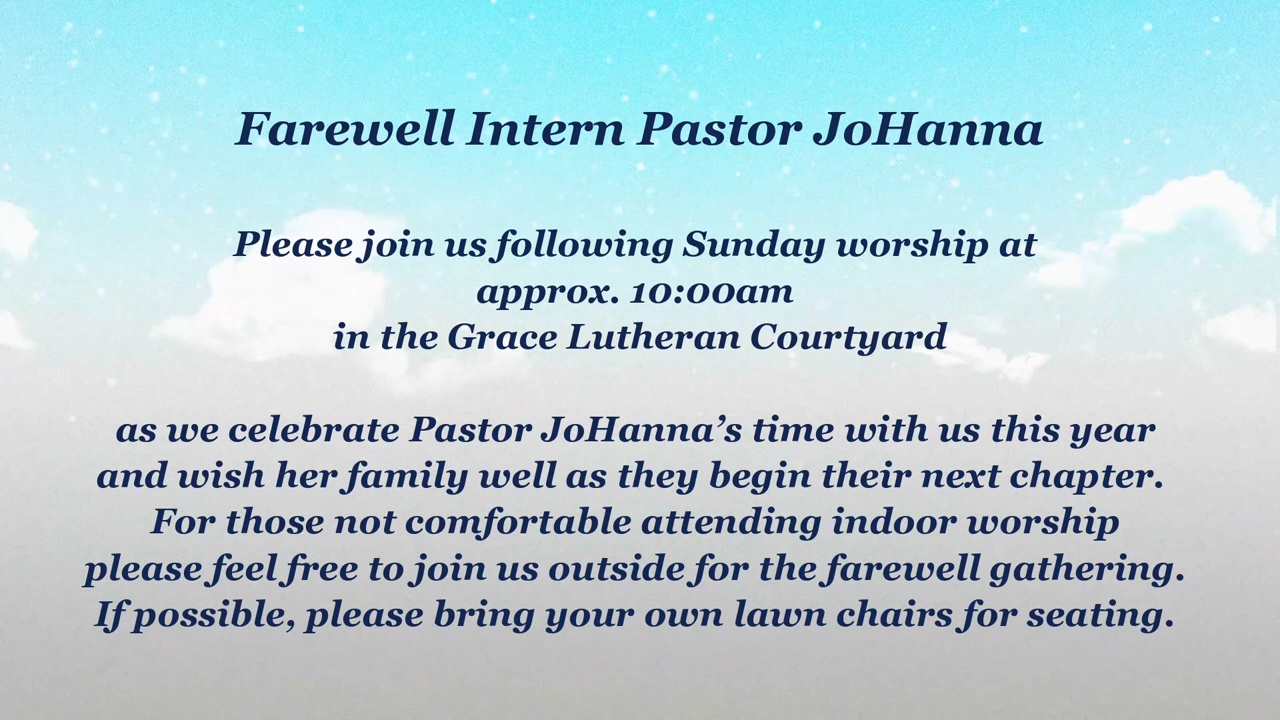 Farewell Intern Pastor JoHanna
Please join us following Sunday worship at
approx. 10:00am
in the Grace Lutheran Courtyard
as we celebrate Pastor JoHanna’s time with us this year
and wish her family well as they begin their next chapter.
For those not comfortable attending indoor worship
please feel free to join us outside for the farewell gathering.
If possible, please bring your own lawn chairs for seating.